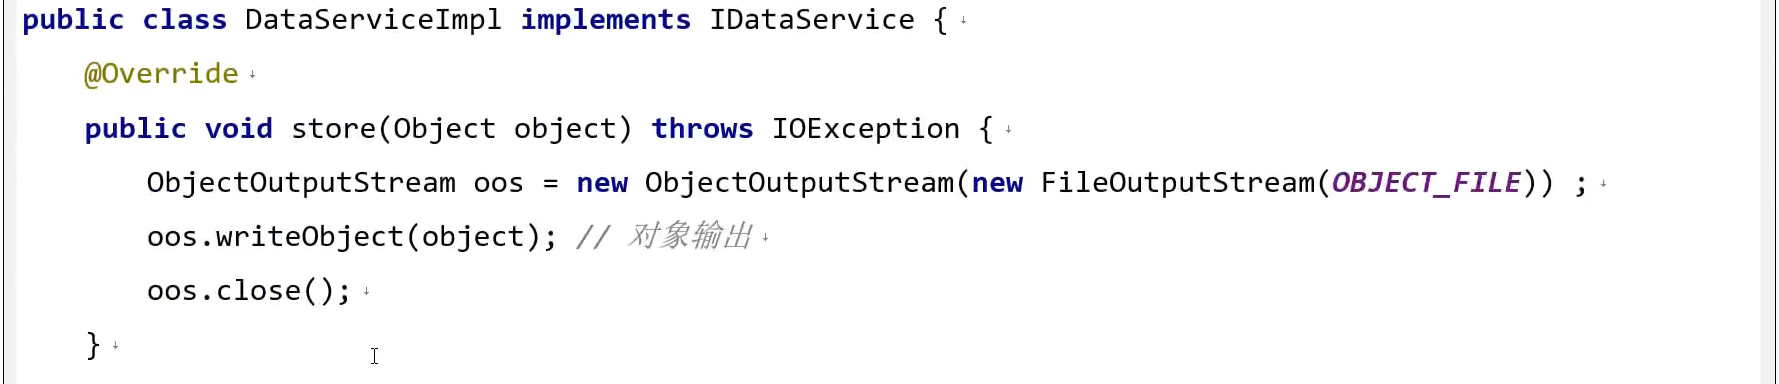 public class DataServiceImpl implements IDataService {
@Override
public void store(Object object) throws IOException {
ObjectOutputStream oos = new ObjectOutputStream(new FileOutputStream(OBJECT_FILE)) ;
oos.writeObject(object); // 对象输出
oos.close();
}